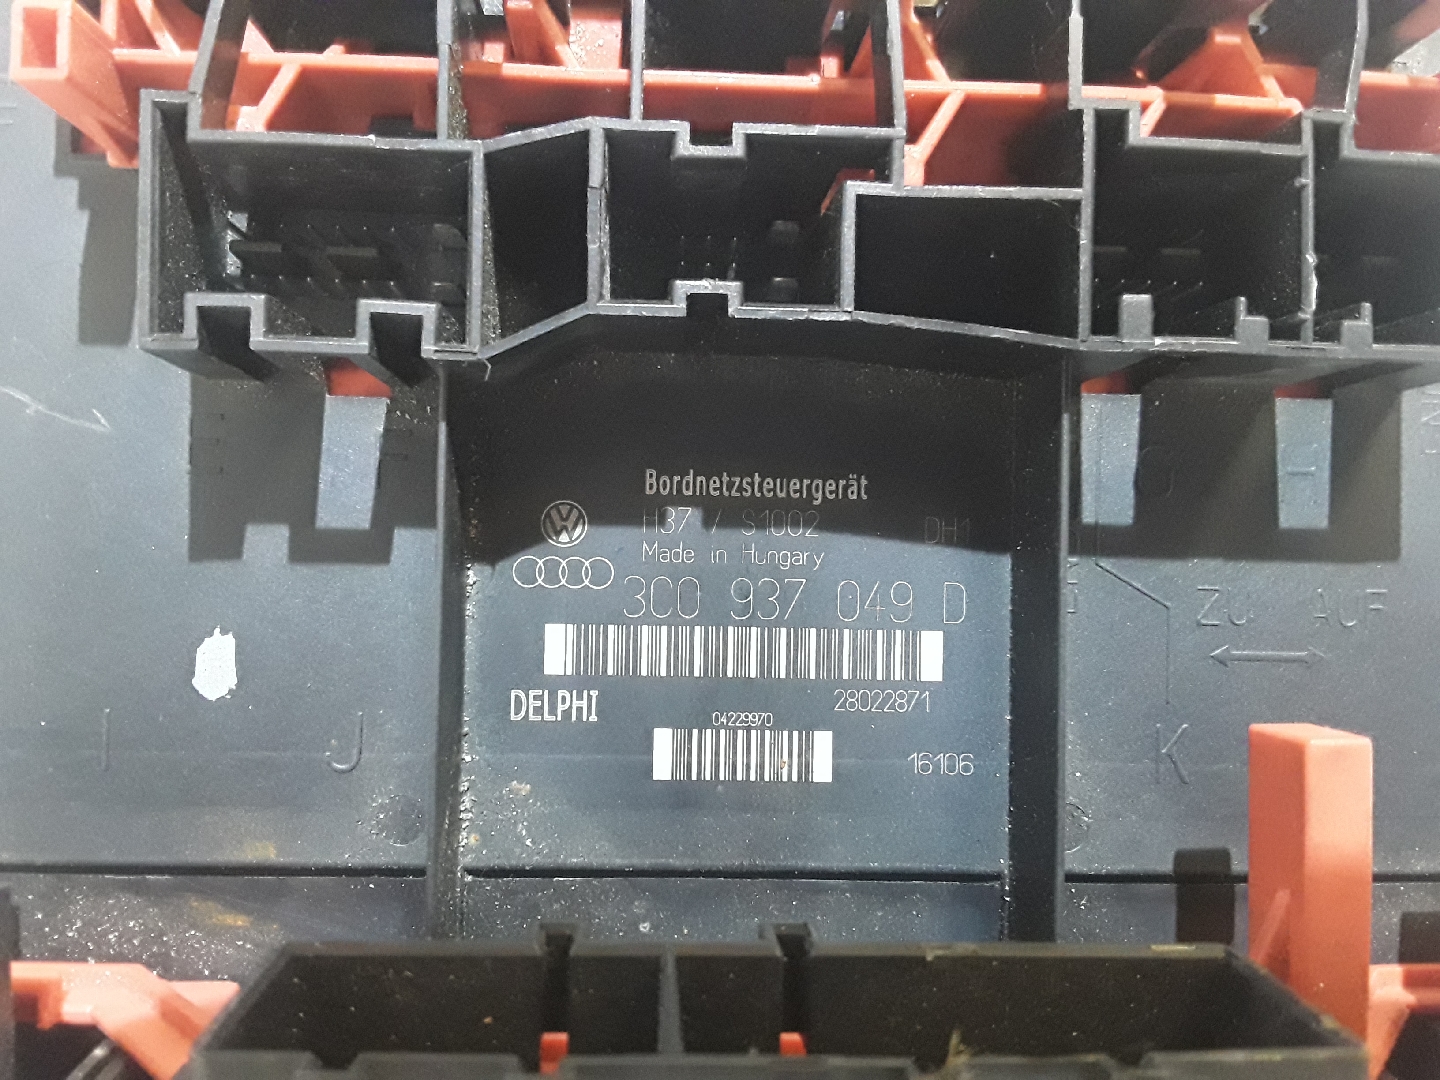 Bordnetzsteuergerät
H37 / S1002 DH1
Made in Hungary
3C0 937 049 D
DELPHI 28022871
04229970
16106
G H
ZU AUF
I J K